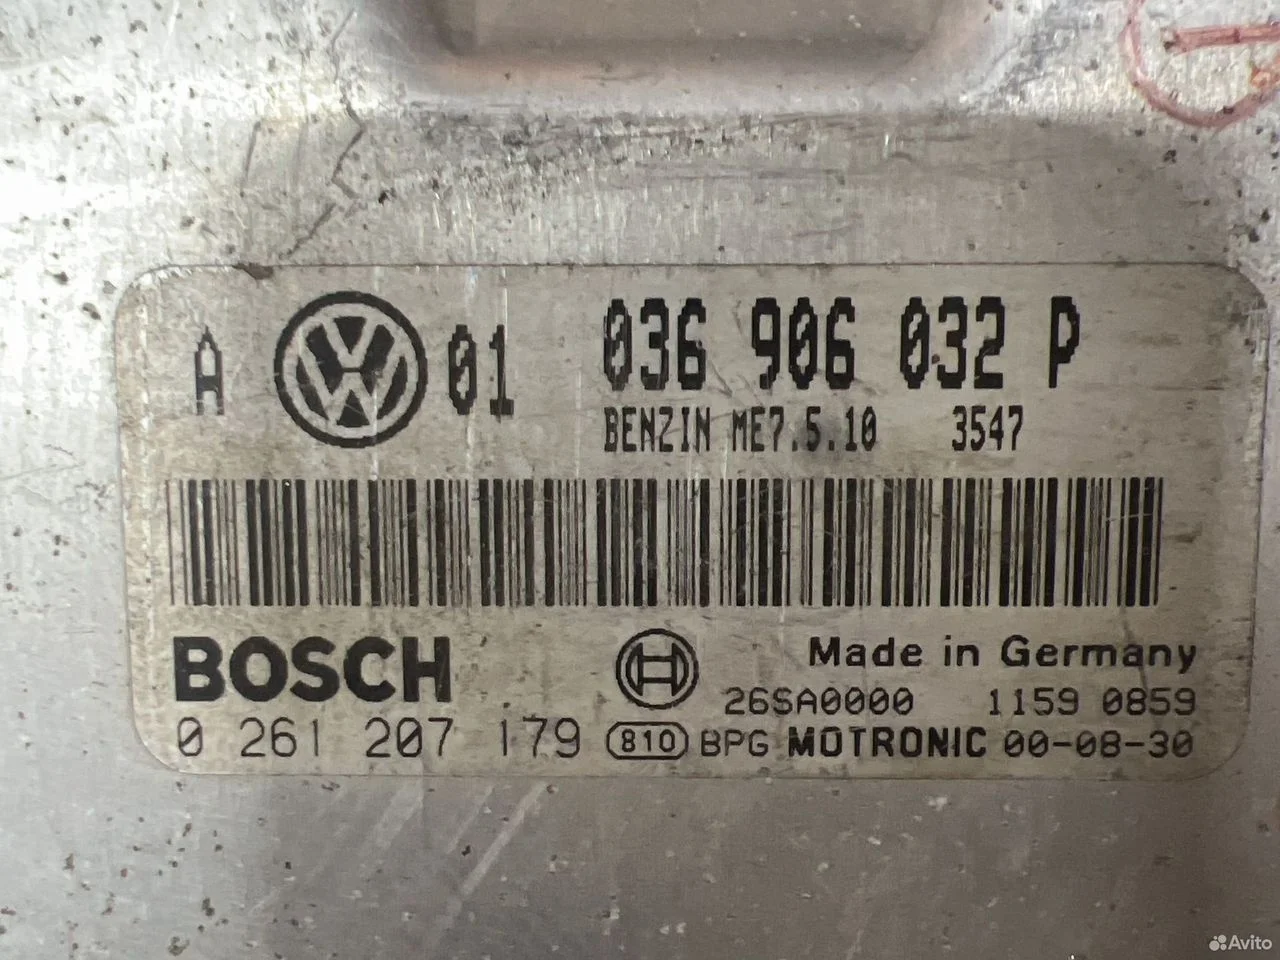 A VW 01 036 906 032 P
BENZIN ME7.5.10 3547
BOSCH
Made in Germany
26SA0000 1159 0859
0 261 207 179 810 BPG MOTRONIC 00-08-30
Avito